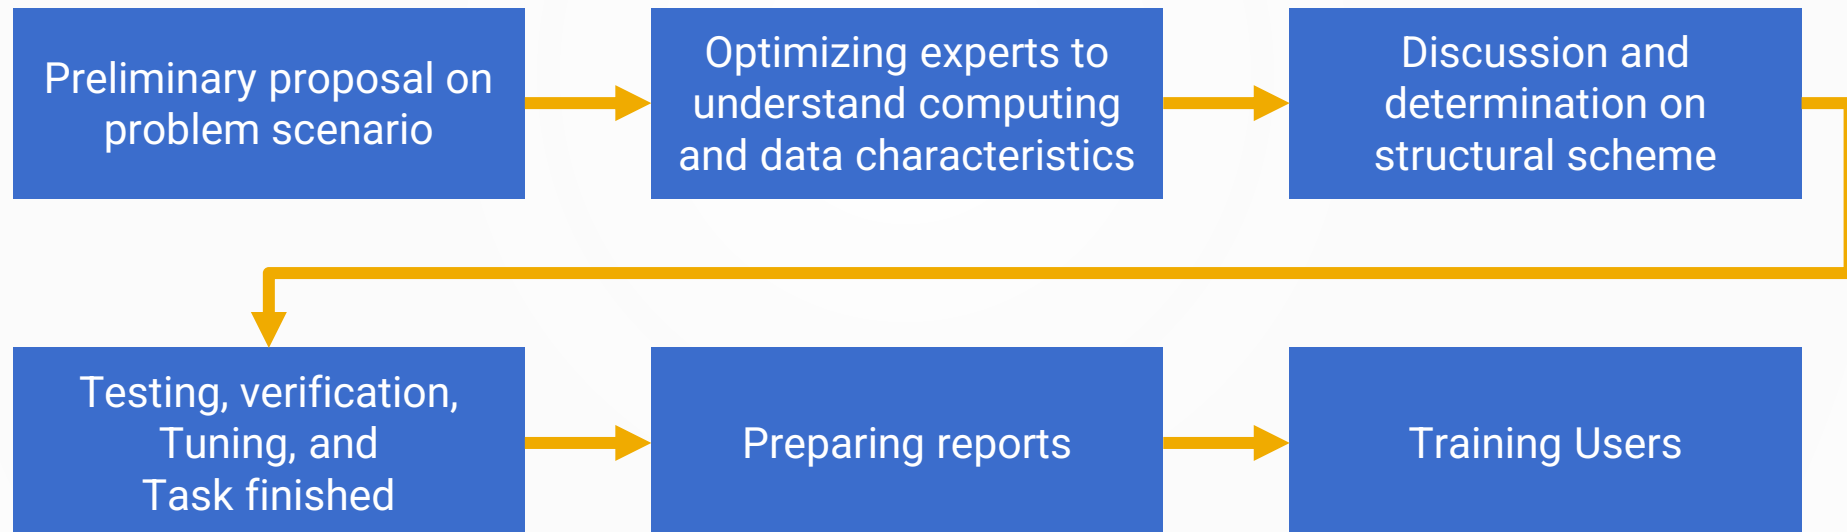 Preliminary proposal on
problem scenario
Optimizing experts to
understand computing
and data characteristics
Discussion and
determination on
structural scheme
Testing, verification,
Tuning, and
Task finished
Preparing reports
Training Users